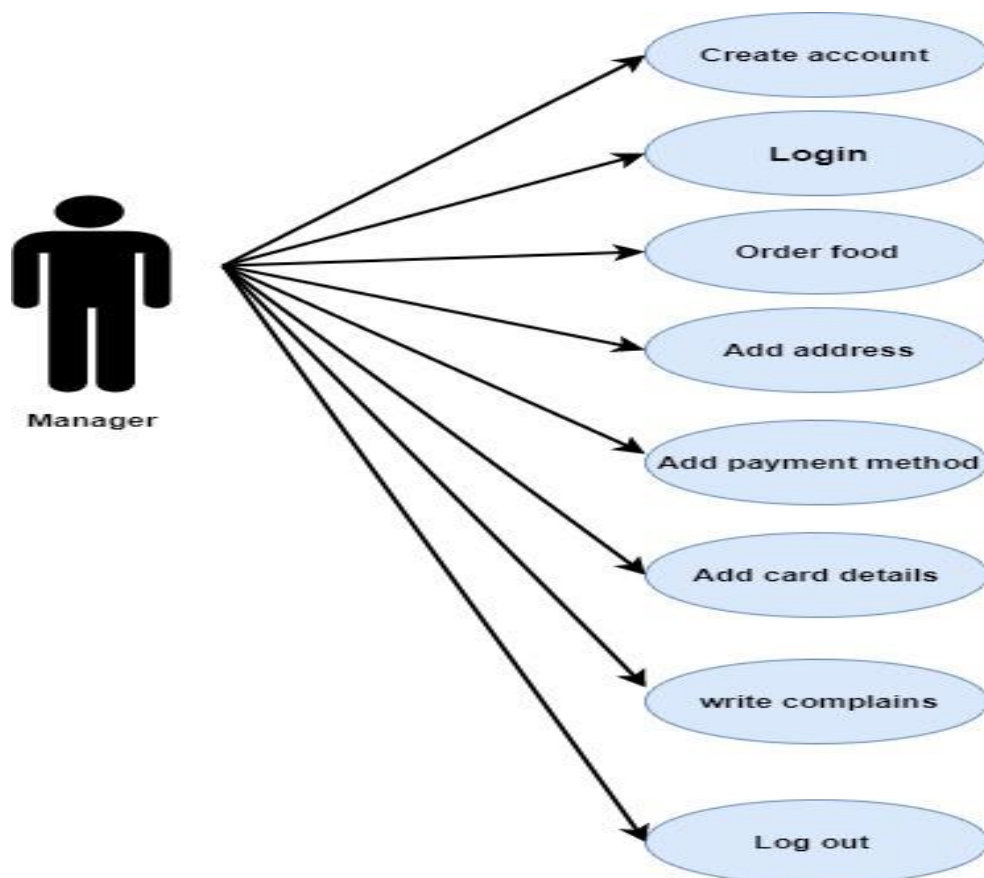 Create account
Login
Order food
Add address
Add payment method
Add card details
write complains
Log out
Manager